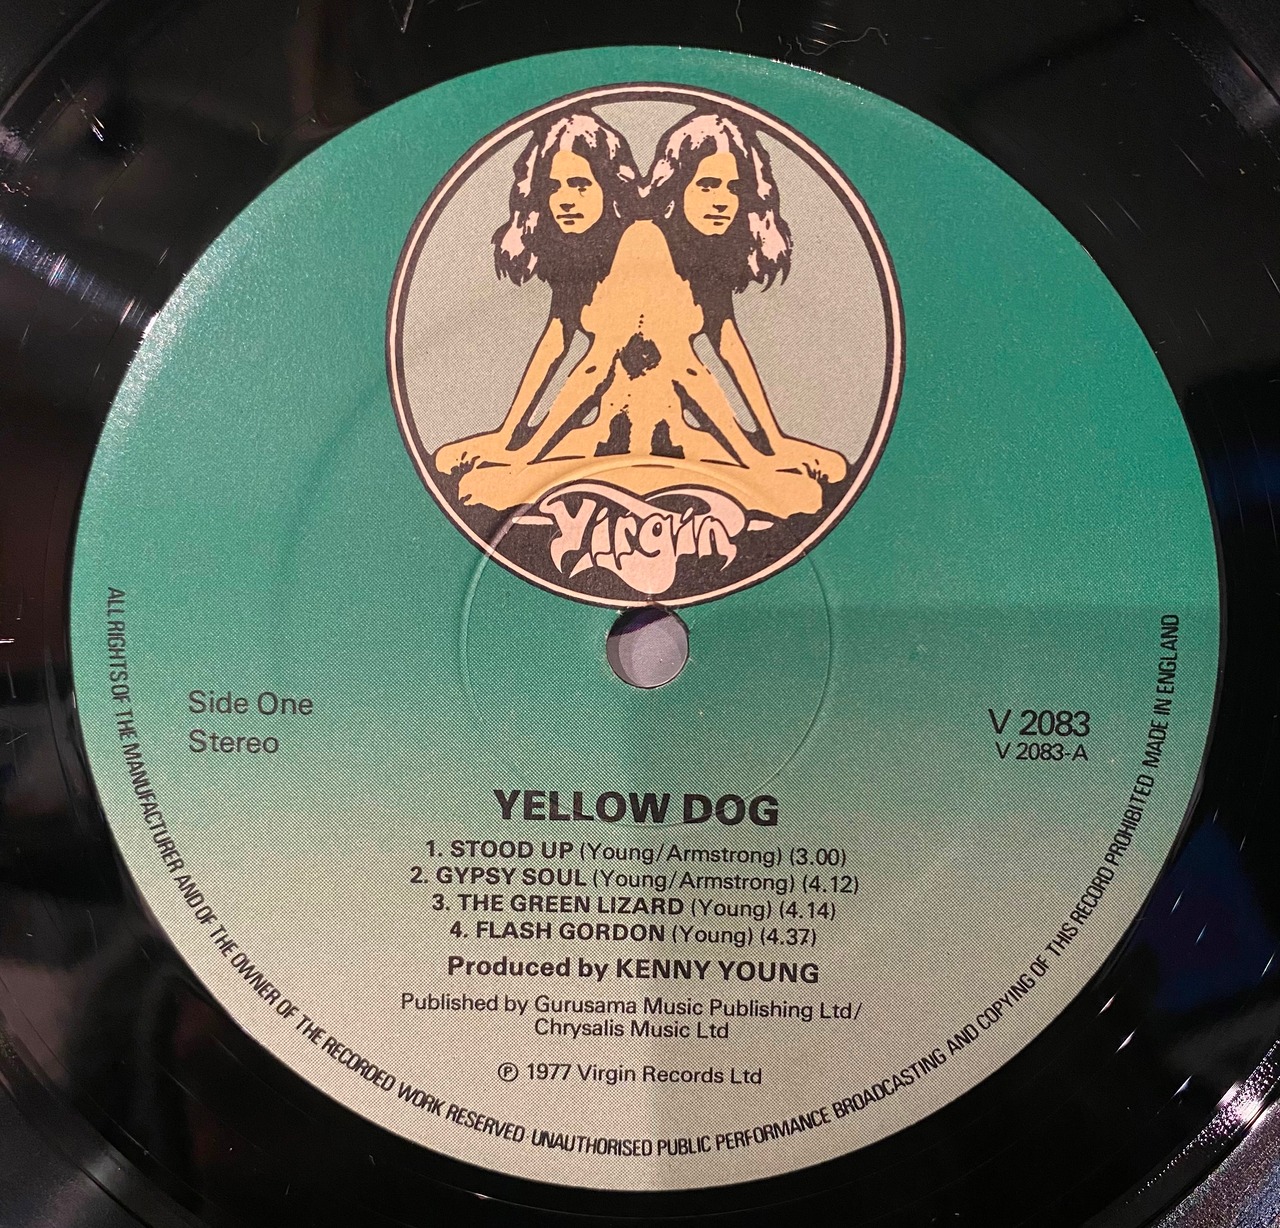 Virgin
Side One
Stereo
V 2083
V 2083-A
YELLOW DOG
1. STOOD UP (Young/Armstrong) (3.00)
2. GYPSY SOUL (Young/Armstrong) (4.12)
3. THE GREEN LIZARD (Young) (4.14)
4. FLASH GORDON (Young) (4.37)
Produced by KENNY YOUNG
Published by Gurusama Music Publishing Ltd/
Chrysalis Music Ltd
Ⓟ 1977 Virgin Records Ltd
ALL RIGHTS OF THE MANUFACTURER AND OF THE OWNER OF THE RECORDED WORK RESERVED · UNAUTHORISED PUBLIC PERFORMANCE BROADCASTING AND COPYING OF THIS RECORD PROHIBITED MADE IN ENGLAND